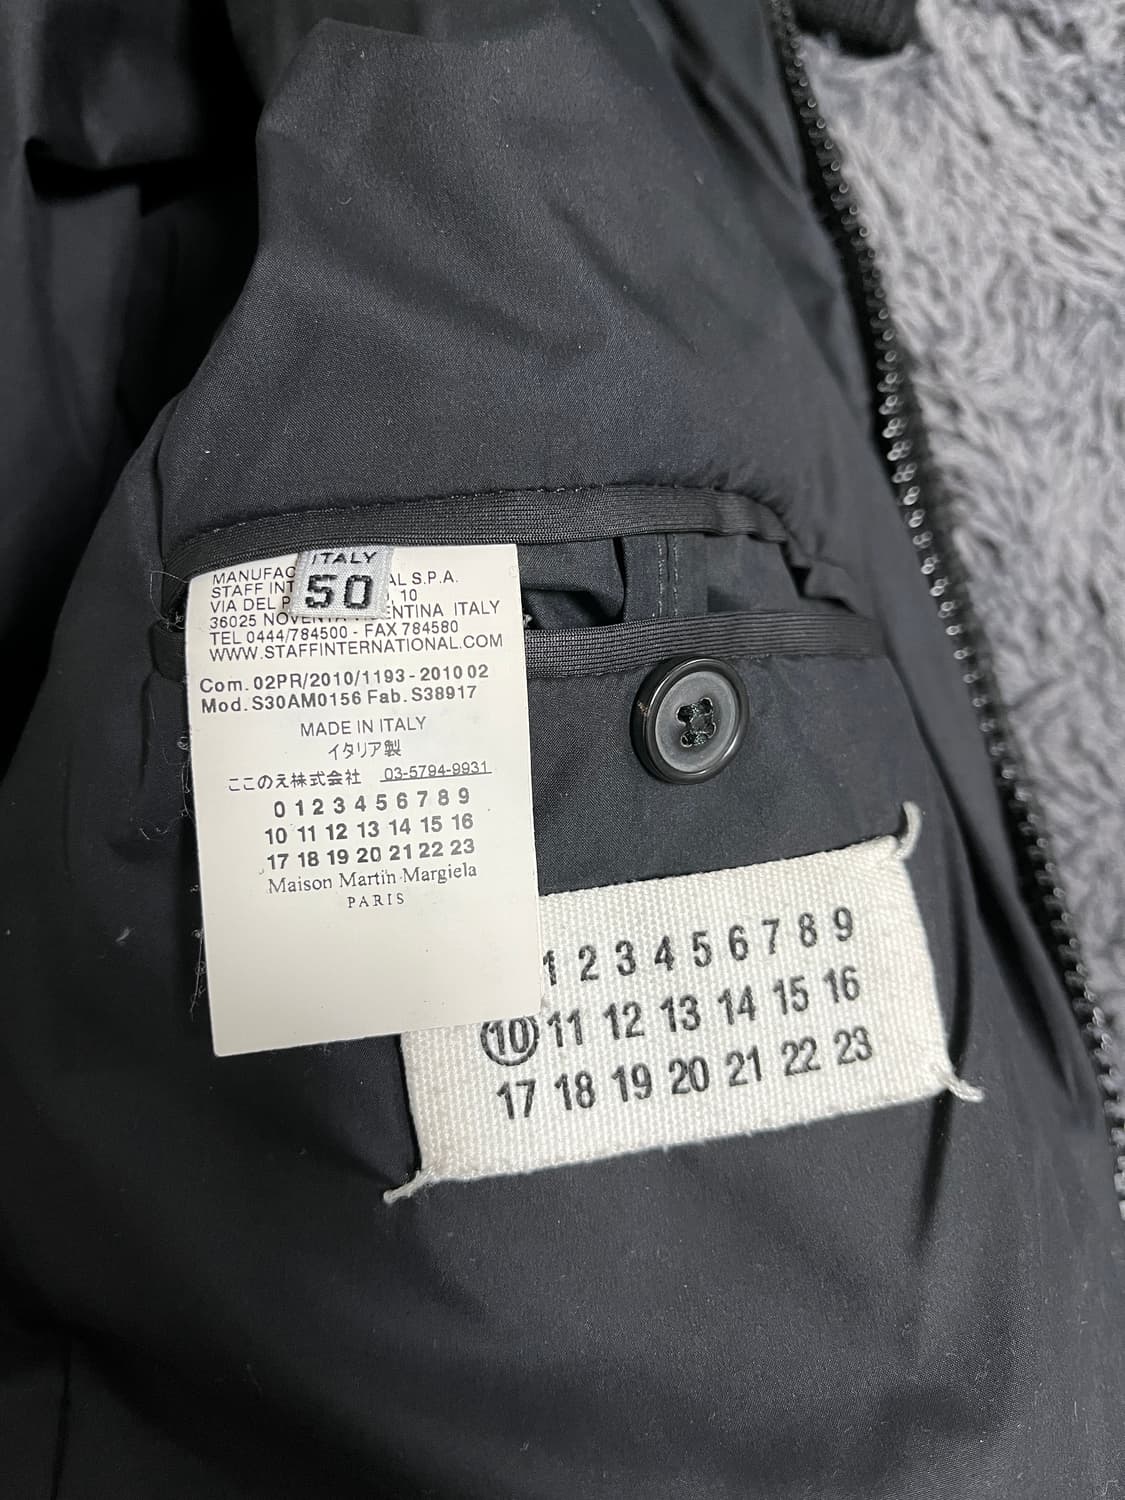 ITALY
50
MANUFAC AL S.P.A.
STAFF INT
VIA DEL P , 10
36025 NOVENTA ENTINA ITALY
TEL 0444/784500 - FAX 784580
WWW.STAFFINTERNATIONAL.COM
Com. 02PR/2010/1193 - 2010 02
Mod. S30AM0156 Fab. S38917
MADE IN ITALY
イタリア製
ここのえ株式会社 03-5794-9931
0 1 2 3 4 5 6 7 8 9
10 11 12 13 14 15 16
17 18 19 20 21 22 23
Maison Martin Margiela
PARIS
1 2 3 4 5 6 7 8 9
10 11 12 13 14 15 16
17 18 19 20 21 22 23